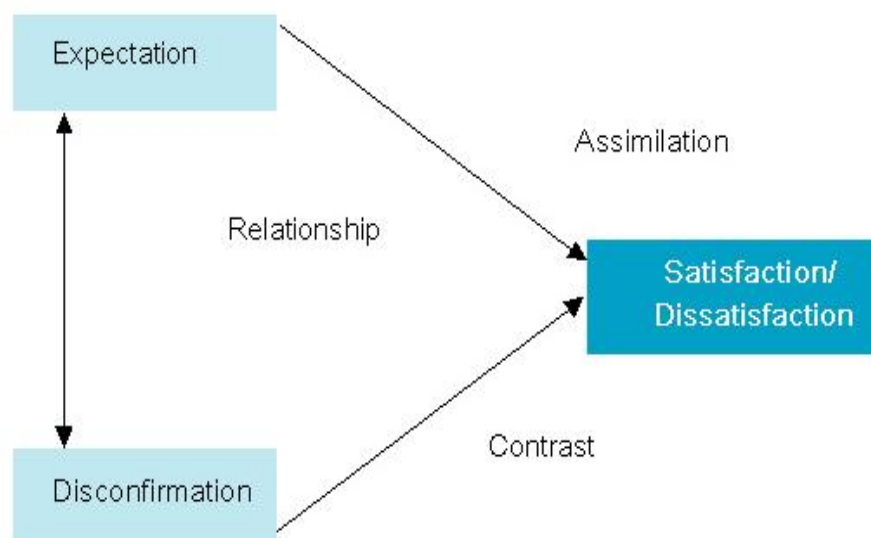 Expectation
Assimilation
Relationship
Satisfaction/
Dissatisfaction
Contrast
Disconfirmation